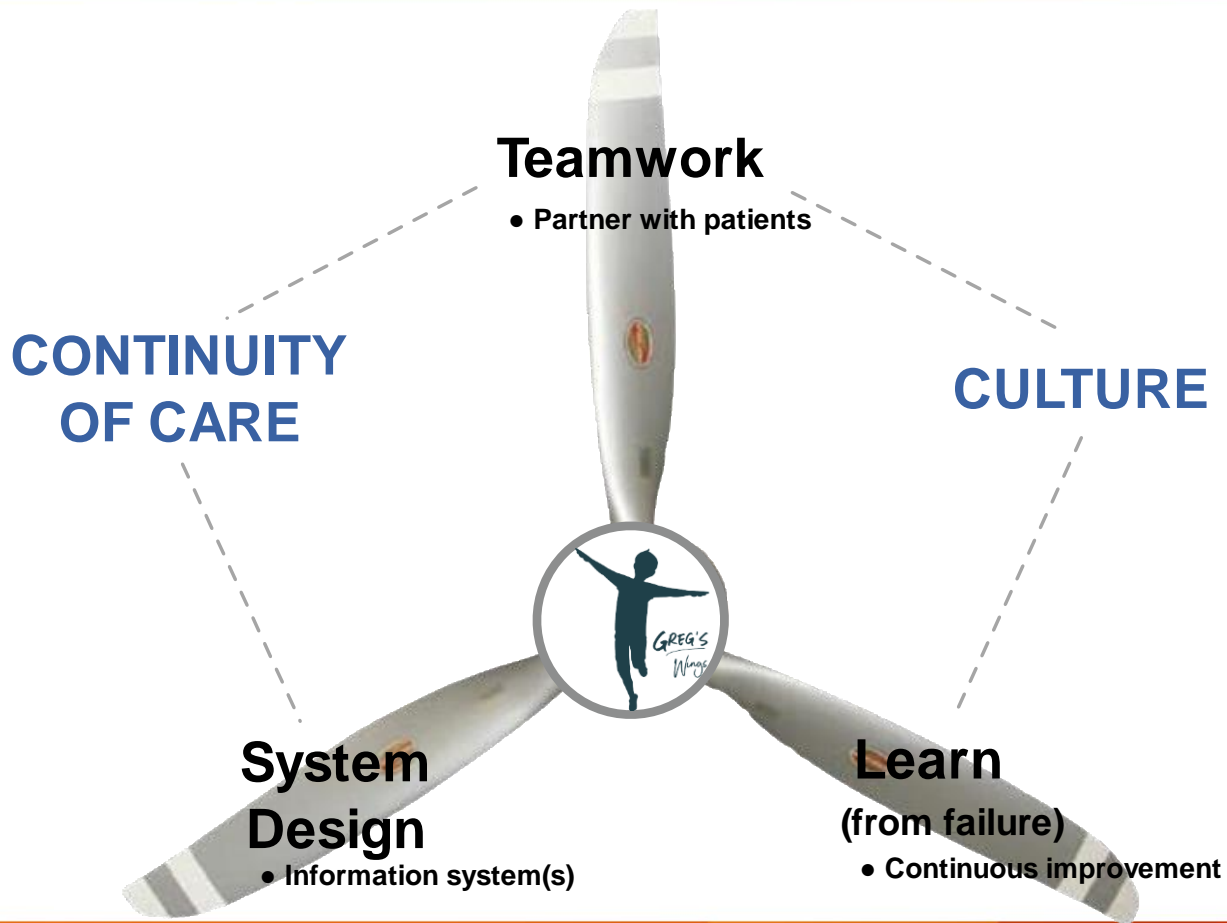 Teamwork
● Partner with patients
CONTINUITY
OF CARE
CULTURE
GREG'S
Wings
System
Design
● Information system(s)
Learn
(from failure)
● Continuous improvement